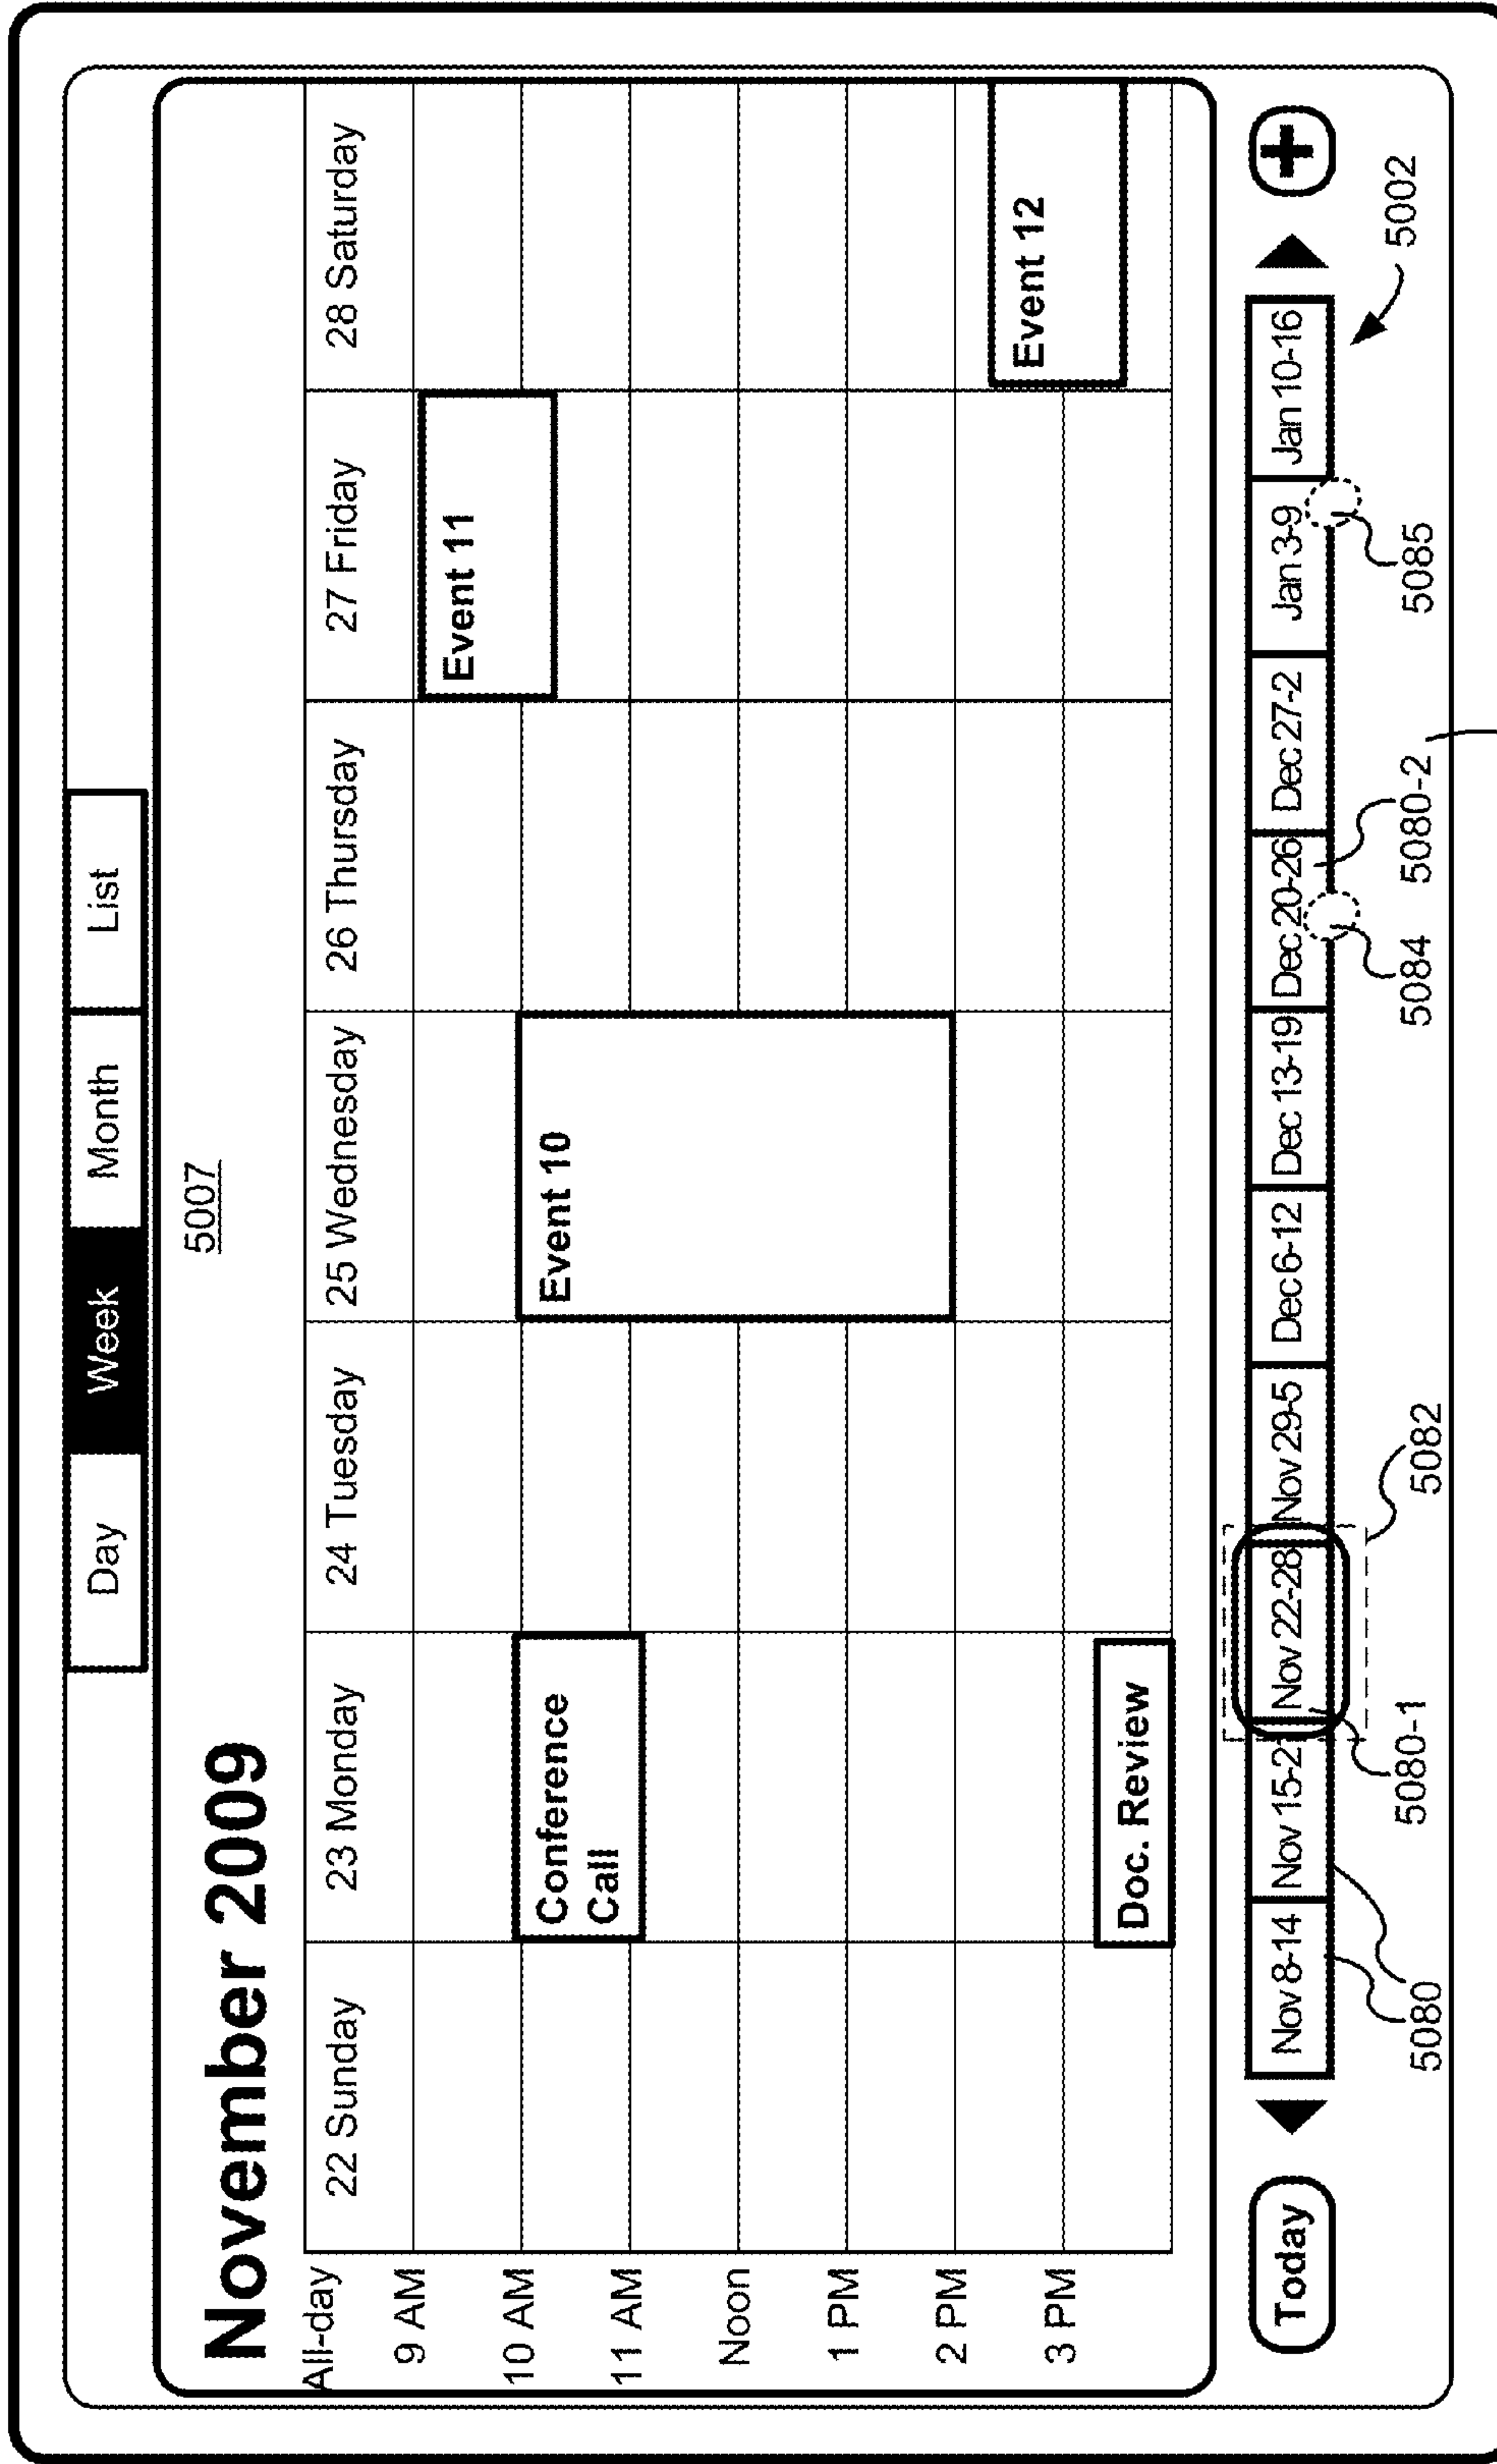 Day Week Month List
5007
November 2009
22 Sunday 23 Monday 24 Tuesday 25 Wednesday 26 Thursday 27 Friday 28 Saturday
All-day
9 AM
Event 11
10 AM
Conference
Call
Event 10
11 AM
Noon
1 PM
2 PM
Event 12
3 PM
Doc. Review
Today Nov 8-14 Nov 15-2 Nov 22-28 Nov 29-5 Dec 6-12 Dec 13-19 Dec 20-26 Dec 27-2 Jan 3-9 Jan 10-16 +
5080 5080-1 5082 5084 5080-2 5085 5002